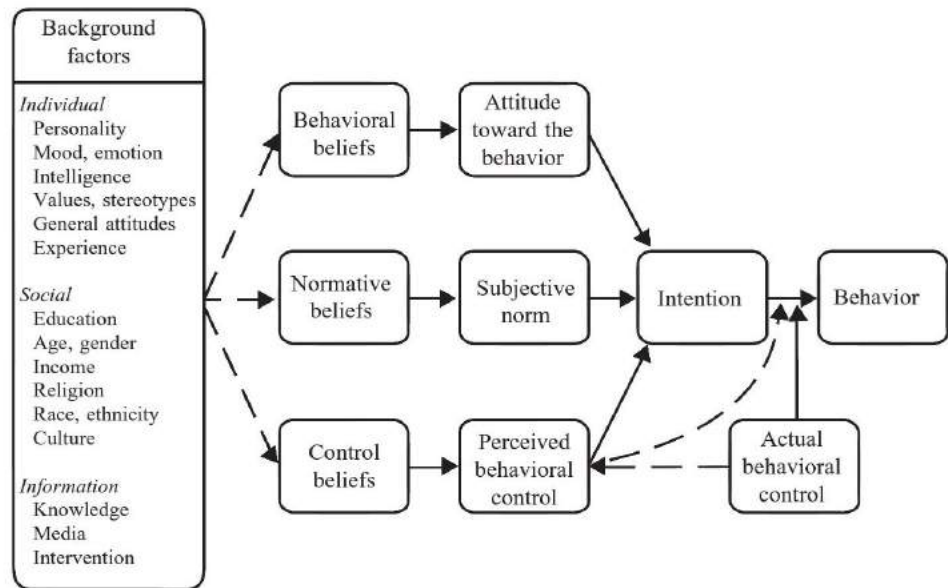 Background
factors
Individual
Personality
Mood, emotion
Intelligence
Values, stereotypes
General attitudes
Experience
Social
Education
Age, gender
Income
Religion
Race, ethnicity
Culture
Information
Knowledge
Media
Intervention
Behavioral
beliefs
Attitude
toward the
behavior
Normative
beliefs
Subjective
norm
Intention
Behavior
Control
beliefs
Perceived
behavioral
control
Actual
behavioral
control